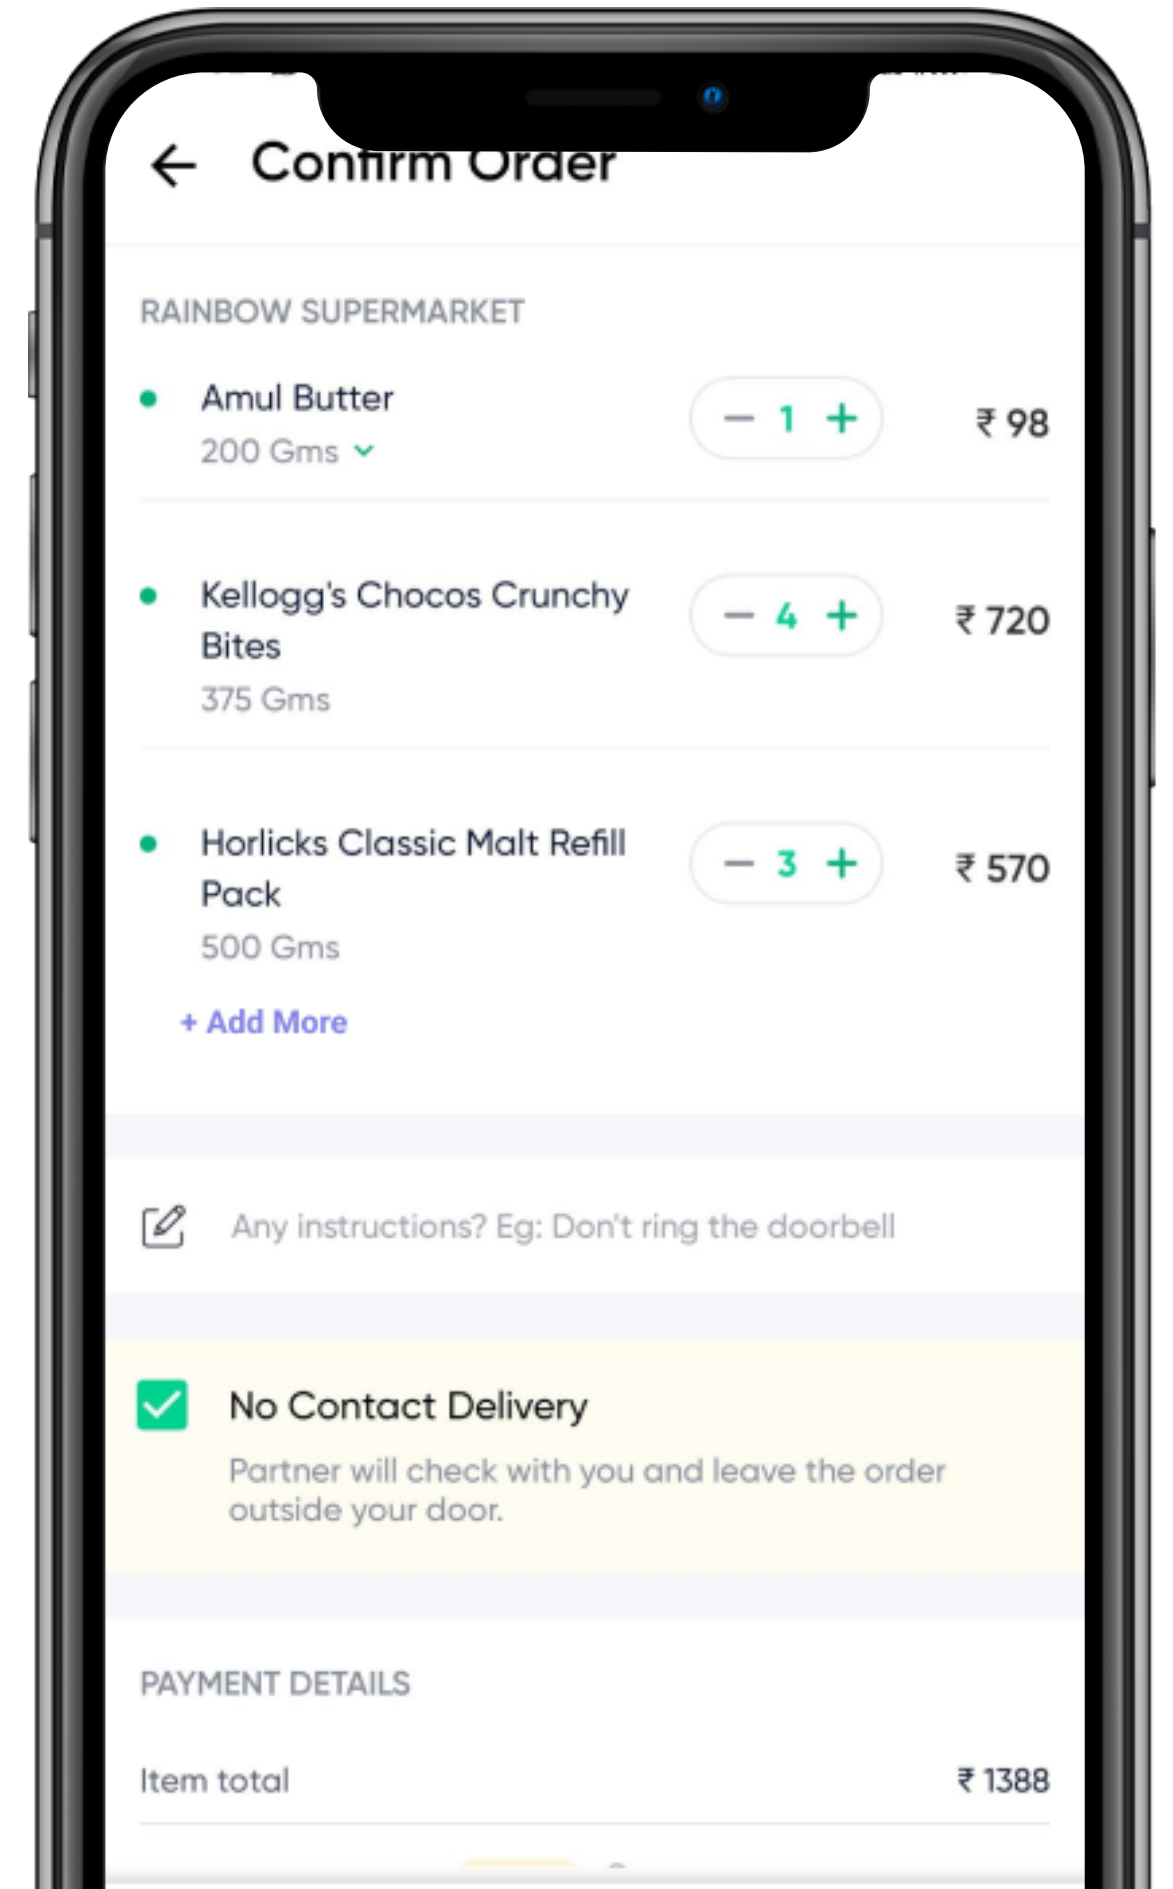 Confirm Order
RAINBOW SUPERMARKET
Amul Butter
1
₹ 98
200 Gms
Kellogg's Chocos Crunchy
Bites
4
₹ 720
375 Gms
Horlicks Classic Malt Refill
Pack
3
₹ 570
500 Gms
+ Add More
Any instructions? Eg: Don't ring the doorbell
No Contact Delivery
Partner will check with you and leave the order
outside your door.
PAYMENT DETAILS
Item total
₹ 1388